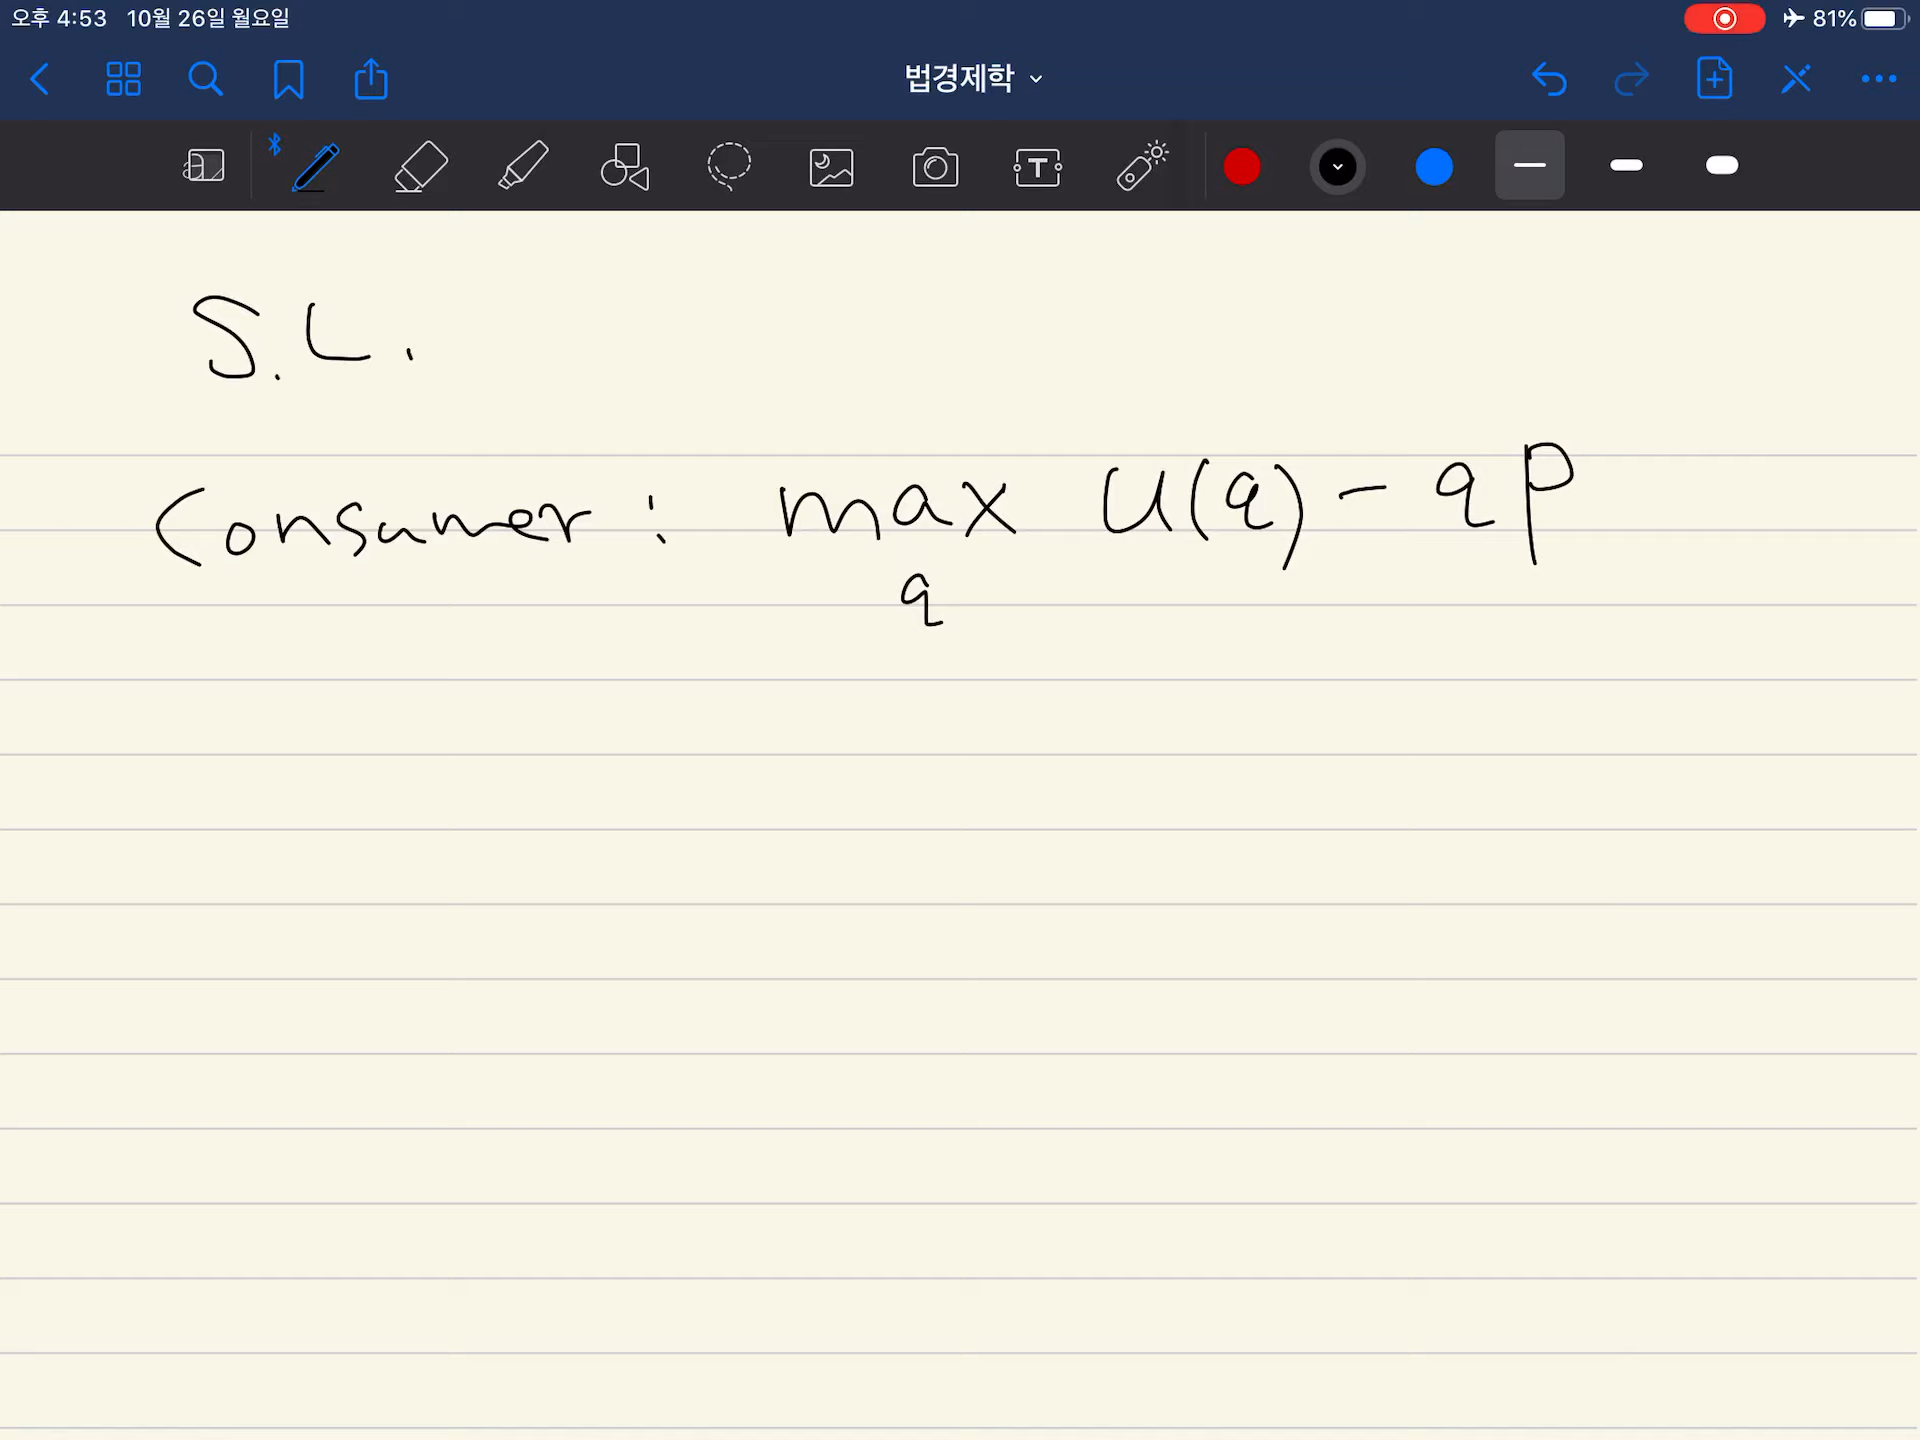 오후 4:53 10월 26일 월요일 81%
법경제학
S.L.
Consumer: max U(q) - qp
q